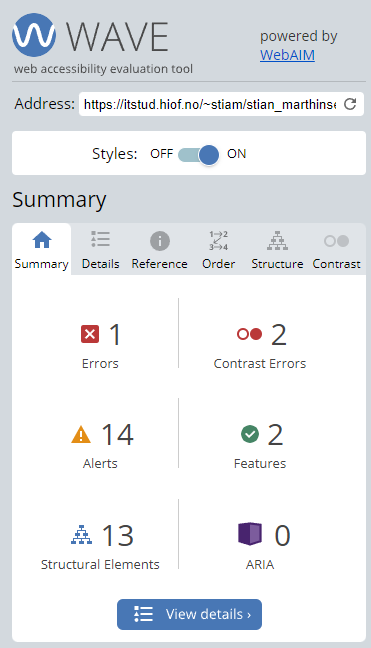 WAVE
web accessibility evaluation tool
powered by
WebAIM
Address: https://itstud.hiof.no/~stiam/stian_marthinse
Styles: OFF ON
Summary
Summary Details Reference Order Structure Contrast
1 2
Errors Contrast Errors
14 2
Alerts Features
13 0
Structural Elements ARIA
View details ›